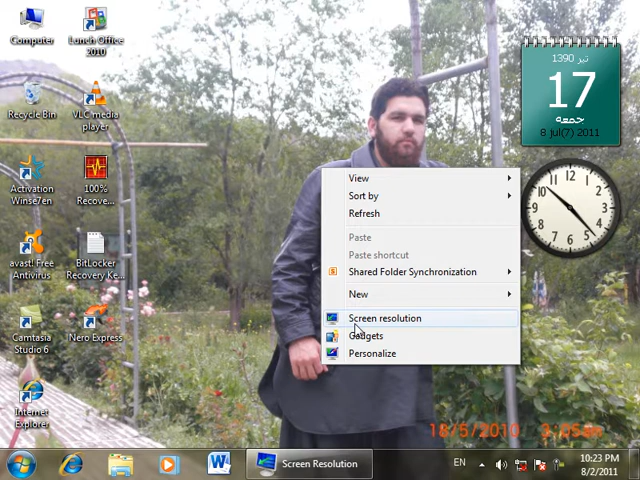 Computer
Lunch Office
2010
Recycle Bin
VLC media
player
Activation
Winse7en
100%
Recove...
avast! Free
Antivirus
BitLocker
Recovery Ke...
Camtasia
Studio 6
Nero Express
Internet
Explorer
تیر 1390
17
جمعه
8 jul(7) 2011
View
Sort by
Refresh
Paste
Paste shortcut
Shared Folder Synchronization
New
Screen resolution
Gadgets
Personalize
18/5/2010 3:05am
Screen Resolution
EN
10:23 PM
8/2/2011